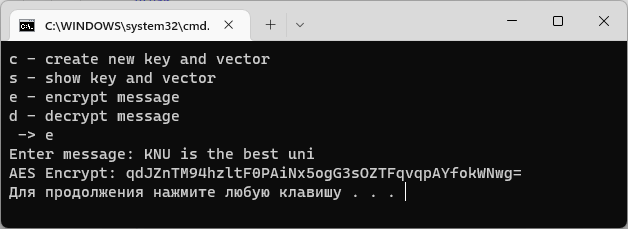 C:\WINDOWS\system32\cmd.
c - create new key and vector
s - show key and vector
e - encrypt message
d - decrypt message
-> e
Enter message: KNU is the best uni
AES Encrypt: qdJZnTM94hzltF0PAiNx5ogG3sOZTFqvqpAYfokWNwg=
Для продолжения нажмите любую клавишу . . .